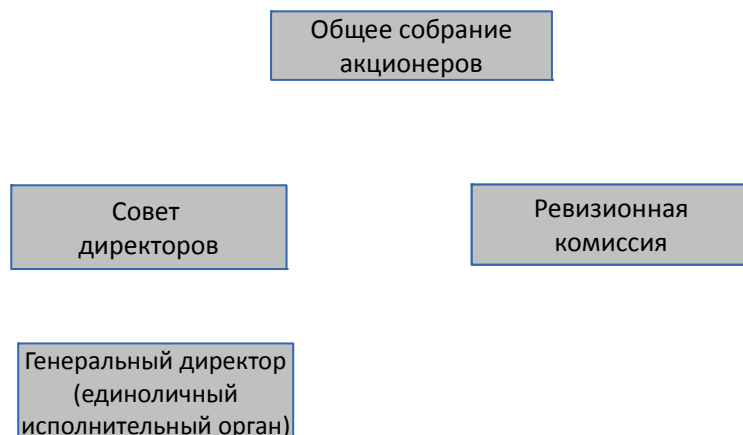 Общее собрание
акционеров
Совет
директоров
Ревизионная
комиссия
Генеральный директор
(единоличный
исполнительный орган)